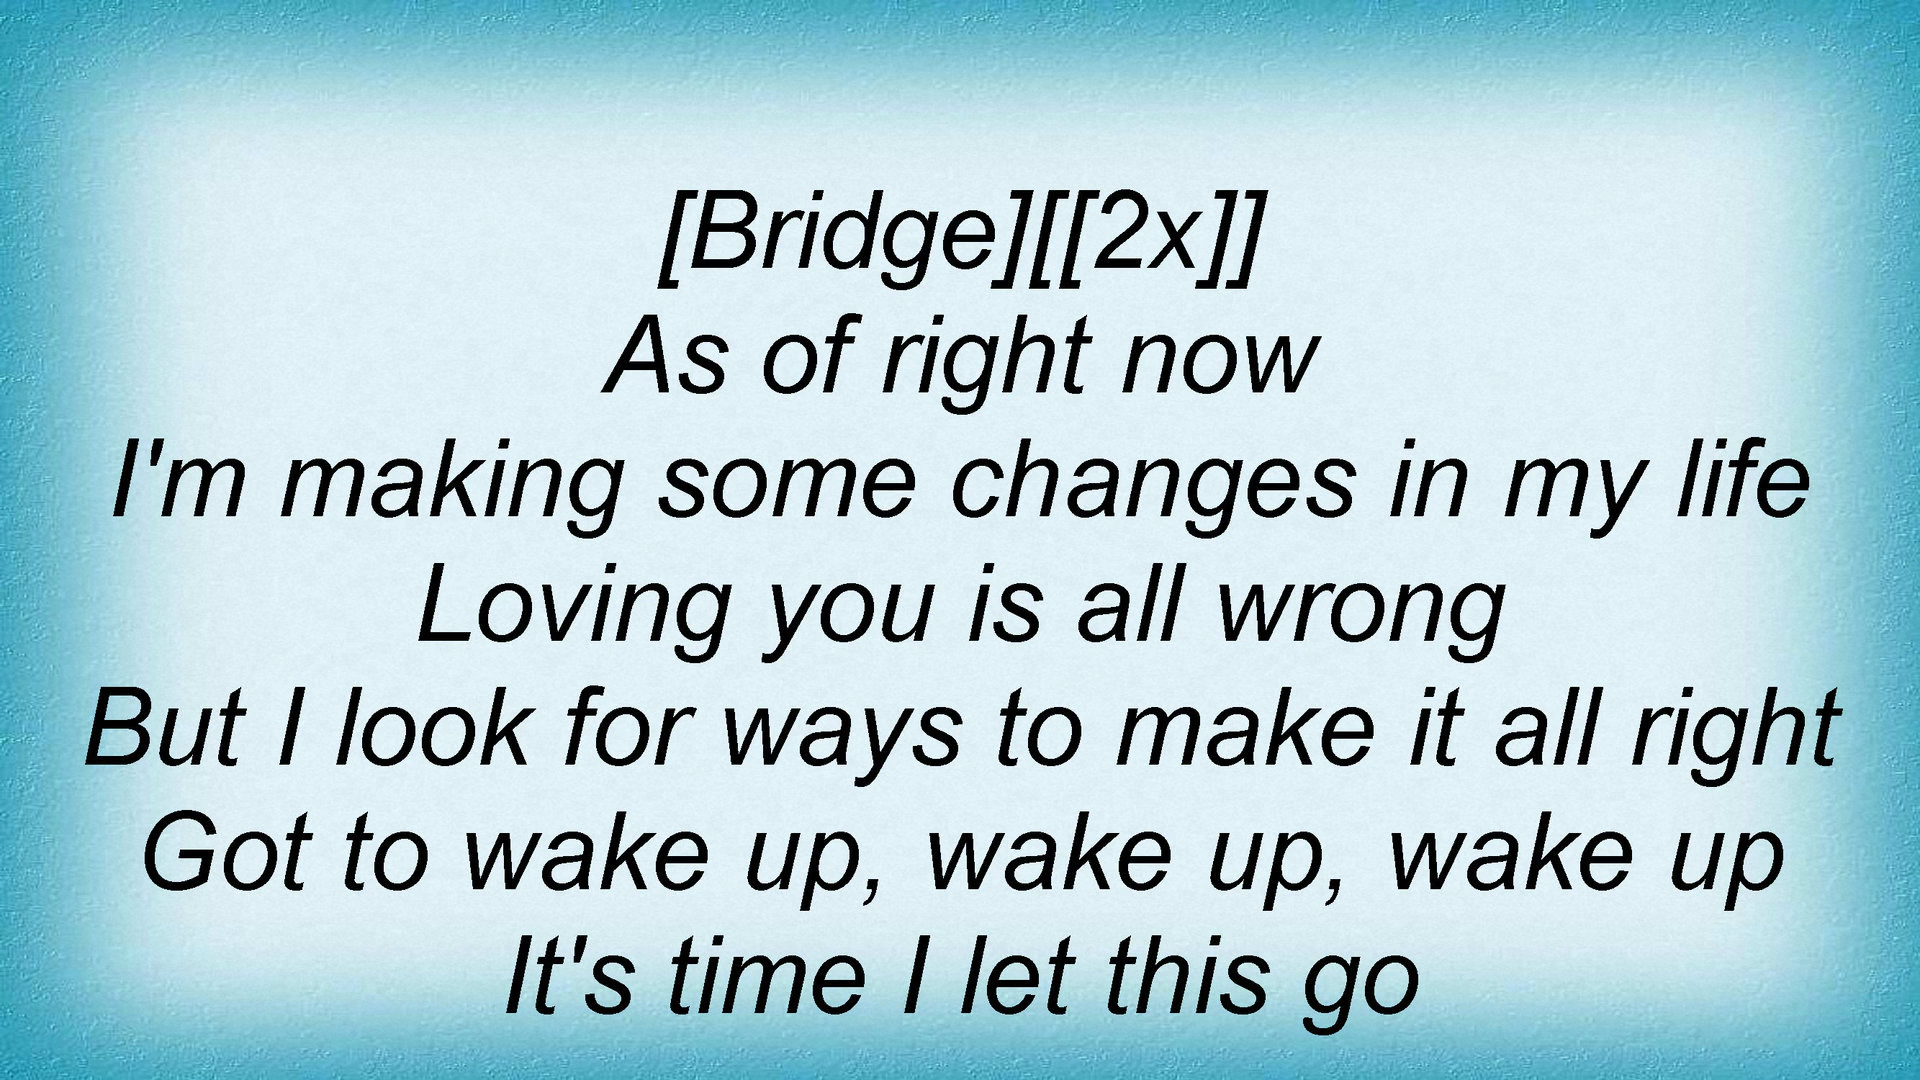 [Bridge][[2x]]
As of right now
I'm making some changes in my life
Loving you is all wrong
But I look for ways to make it all right
Got to wake up, wake up, wake up
It's time I let this go